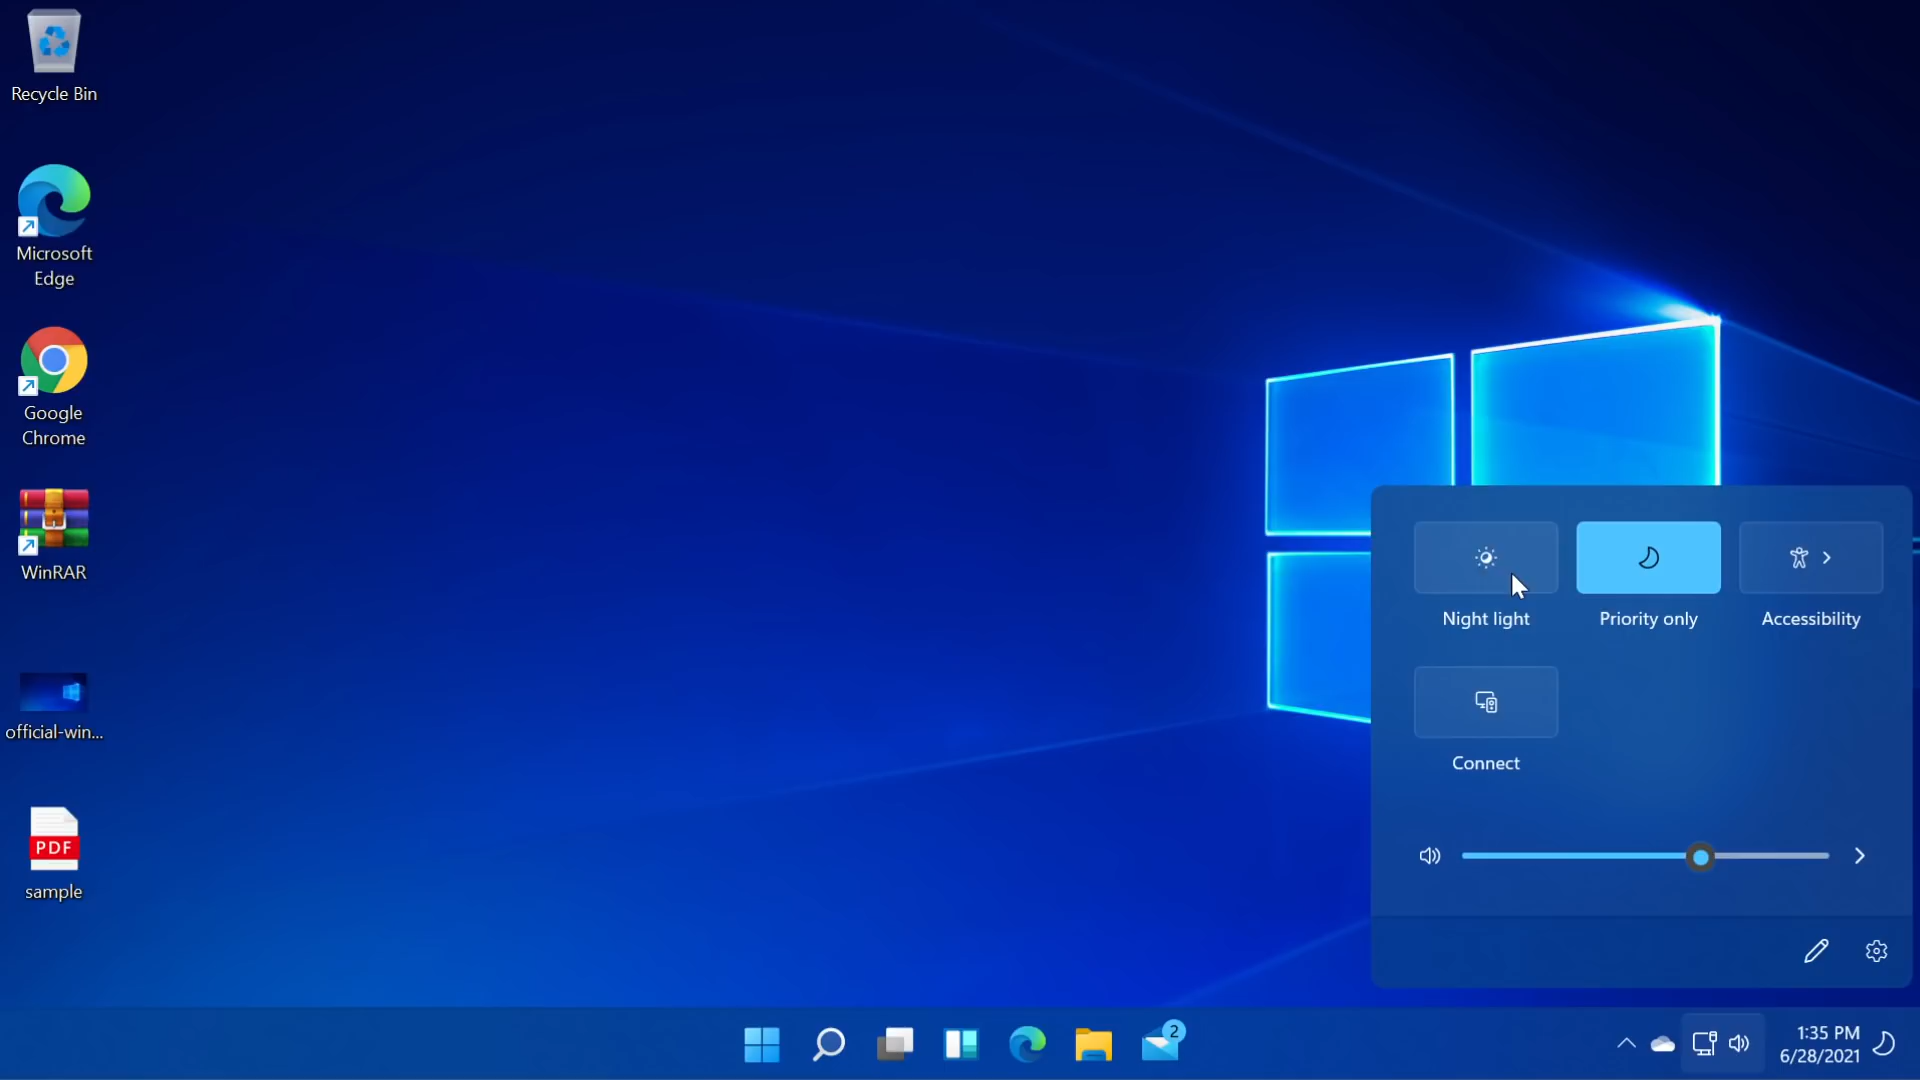 Recycle Bin
Microsoft
Edge
Google
Chrome
WinRAR
official-win...
PDF
sample
Night light
Priority only
Accessibility
Connect
2
1:35 PM
6/28/2021